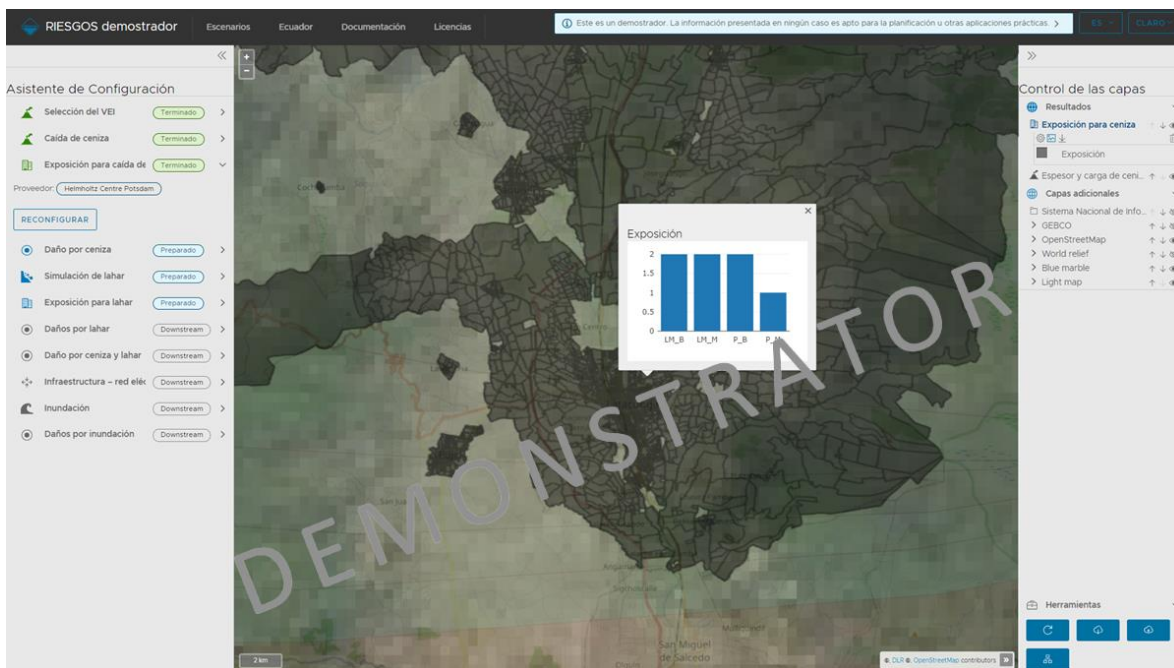 RIESGOS demostrador
Escenarios
Ecuador
Documentación
Licencias
Este es un demostrador. La información presentada en ningún caso es apto para la planificación u otras aplicaciones prácticas.
ES
CLARO
Asistente de Configuración
Selección del VEI
Terminado
Caída de ceniza
Terminado
Exposición para caída de
Terminado
Proveedor: Helmholtz Centre Potsdam
RECONFIGURAR
Daño por ceniza
Preparado
Simulación de lahar
Preparado
Exposición para lahar
Preparado
Daños por lahar
Downstream
Daño por ceniza y lahar
Downstream
Infraestructura – red eléc
Downstream
Inundación
Downstream
Daños por inundación
Downstream
+
-
Exposición
2
1.5
1
0.5
0
LM_B
LM_M
P_B
DEMONSTRATOR
San Miguel
de Salcedo
2 km
©, DLR ©, OpenStreetMap contributors
Control de las capas
Resultados
Exposición para ceniza
Exposición
Espesor y carga de ceni...
Capas adicionales
Sistema Nacional de Info...
GEBCO
OpenStreetMap
World relief
Blue marble
Light map
Herramientas